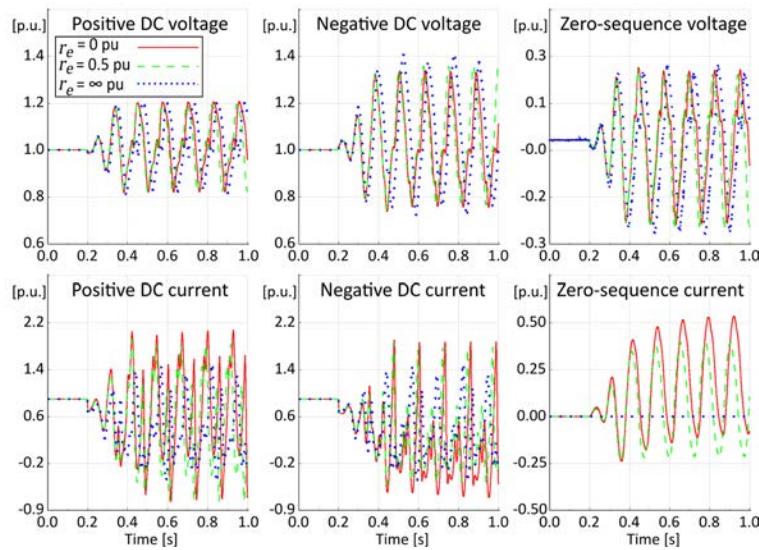 Positive DC voltage
[p.u.]
r_e = 0 pu
r_e = 0.5 pu
r_e = ∞ pu
1.4
1.2
1.0
0.8
0.6
0.0 0.2 0.4 0.6 0.8 1.0
Negative DC voltage
[p.u.]
1.4
1.2
1.0
0.8
0.6
0.0 0.2 0.4 0.6 0.8 1.0
Zero-sequence voltage
[p.u.]
0.3
0.1
-0.0
-0.2
-0.3
0.0 0.2 0.4 0.6 0.8 1.0
Positive DC current
[p.u.]
2.2
1.4
0.6
-0.2
-0.9
0.0 0.2 0.4 0.6 0.8 1.0
Time [s]
Negative DC current
[p.u.]
2.2
1.4
0.6
-0.2
-0.9
0.0 0.2 0.4 0.6 0.8 1.0
Time [s]
Zero-sequence current
[p.u.]
0.50
0.25
0.00
-0.25
-0.50
0.0 0.2 0.4 0.6 0.8 1.0
Time [s]